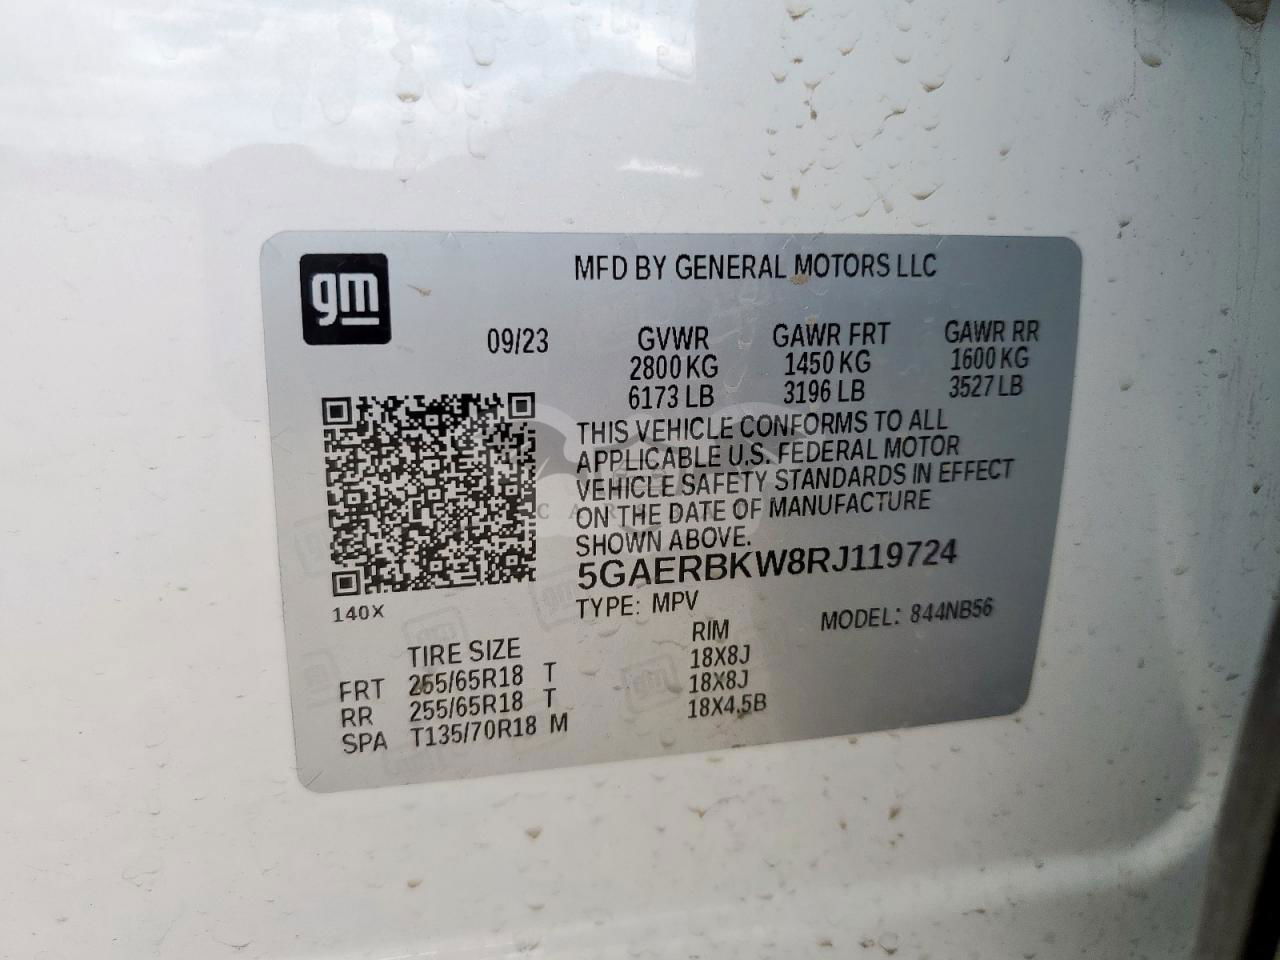 gm
MFD BY GENERAL MOTORS LLC
09/23 GVWR GAWR FRT GAWR RR
2800 KG 1450 KG 1600 KG
6173 LB 3196 LB 3527 LB
THIS VEHICLE CONFORMS TO ALL
APPLICABLE U.S. FEDERAL MOTOR
VEHICLE SAFETY STANDARDS IN EFFECT
ON THE DATE OF MANUFACTURE
SHOWN ABOVE.
5GAERBKW8RJ119724
140X
TYPE: MPV MODEL: 844NB56
TIRE SIZE RIM
FRT 255/65R18 T 18X8J
RR 255/65R18 T 18X8J
SPA T135/70R18 M 18X4.5B